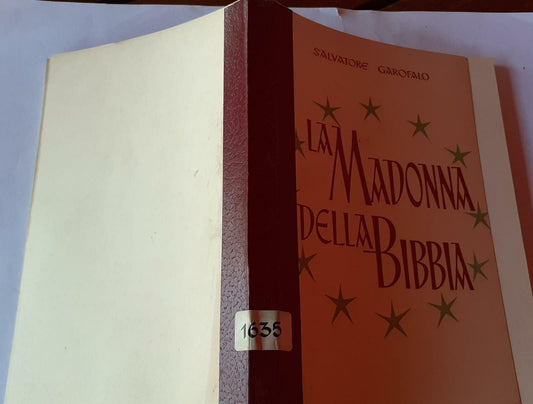 SALVATORE GAROFALO
LA MADONNA
DELLA BIBBIA
1635